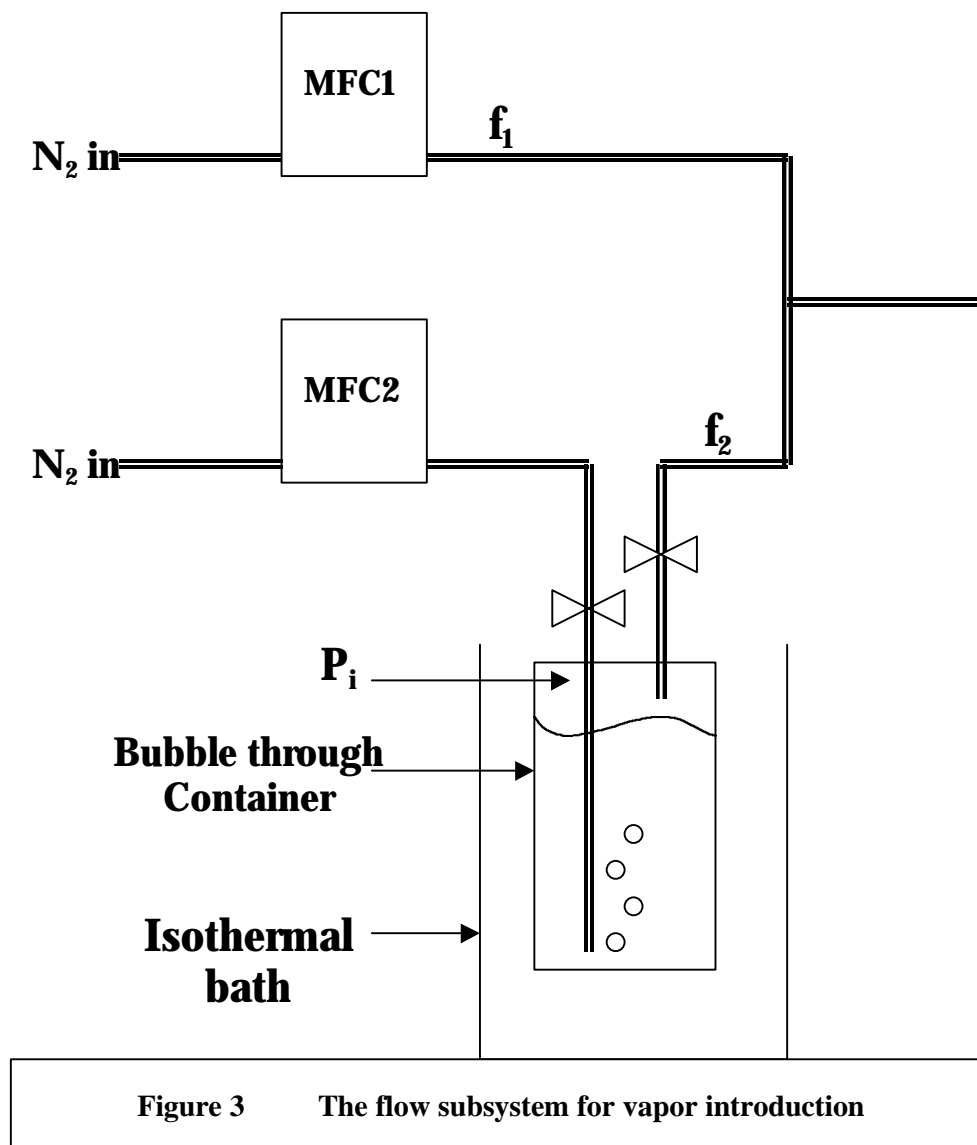 MFC1
f₁
N₂ in
MFC2
f₂
N₂ in
Pᵢ
Bubble through
Container
Isothermal
bath
Figure 3 The flow subsystem for vapor introduction